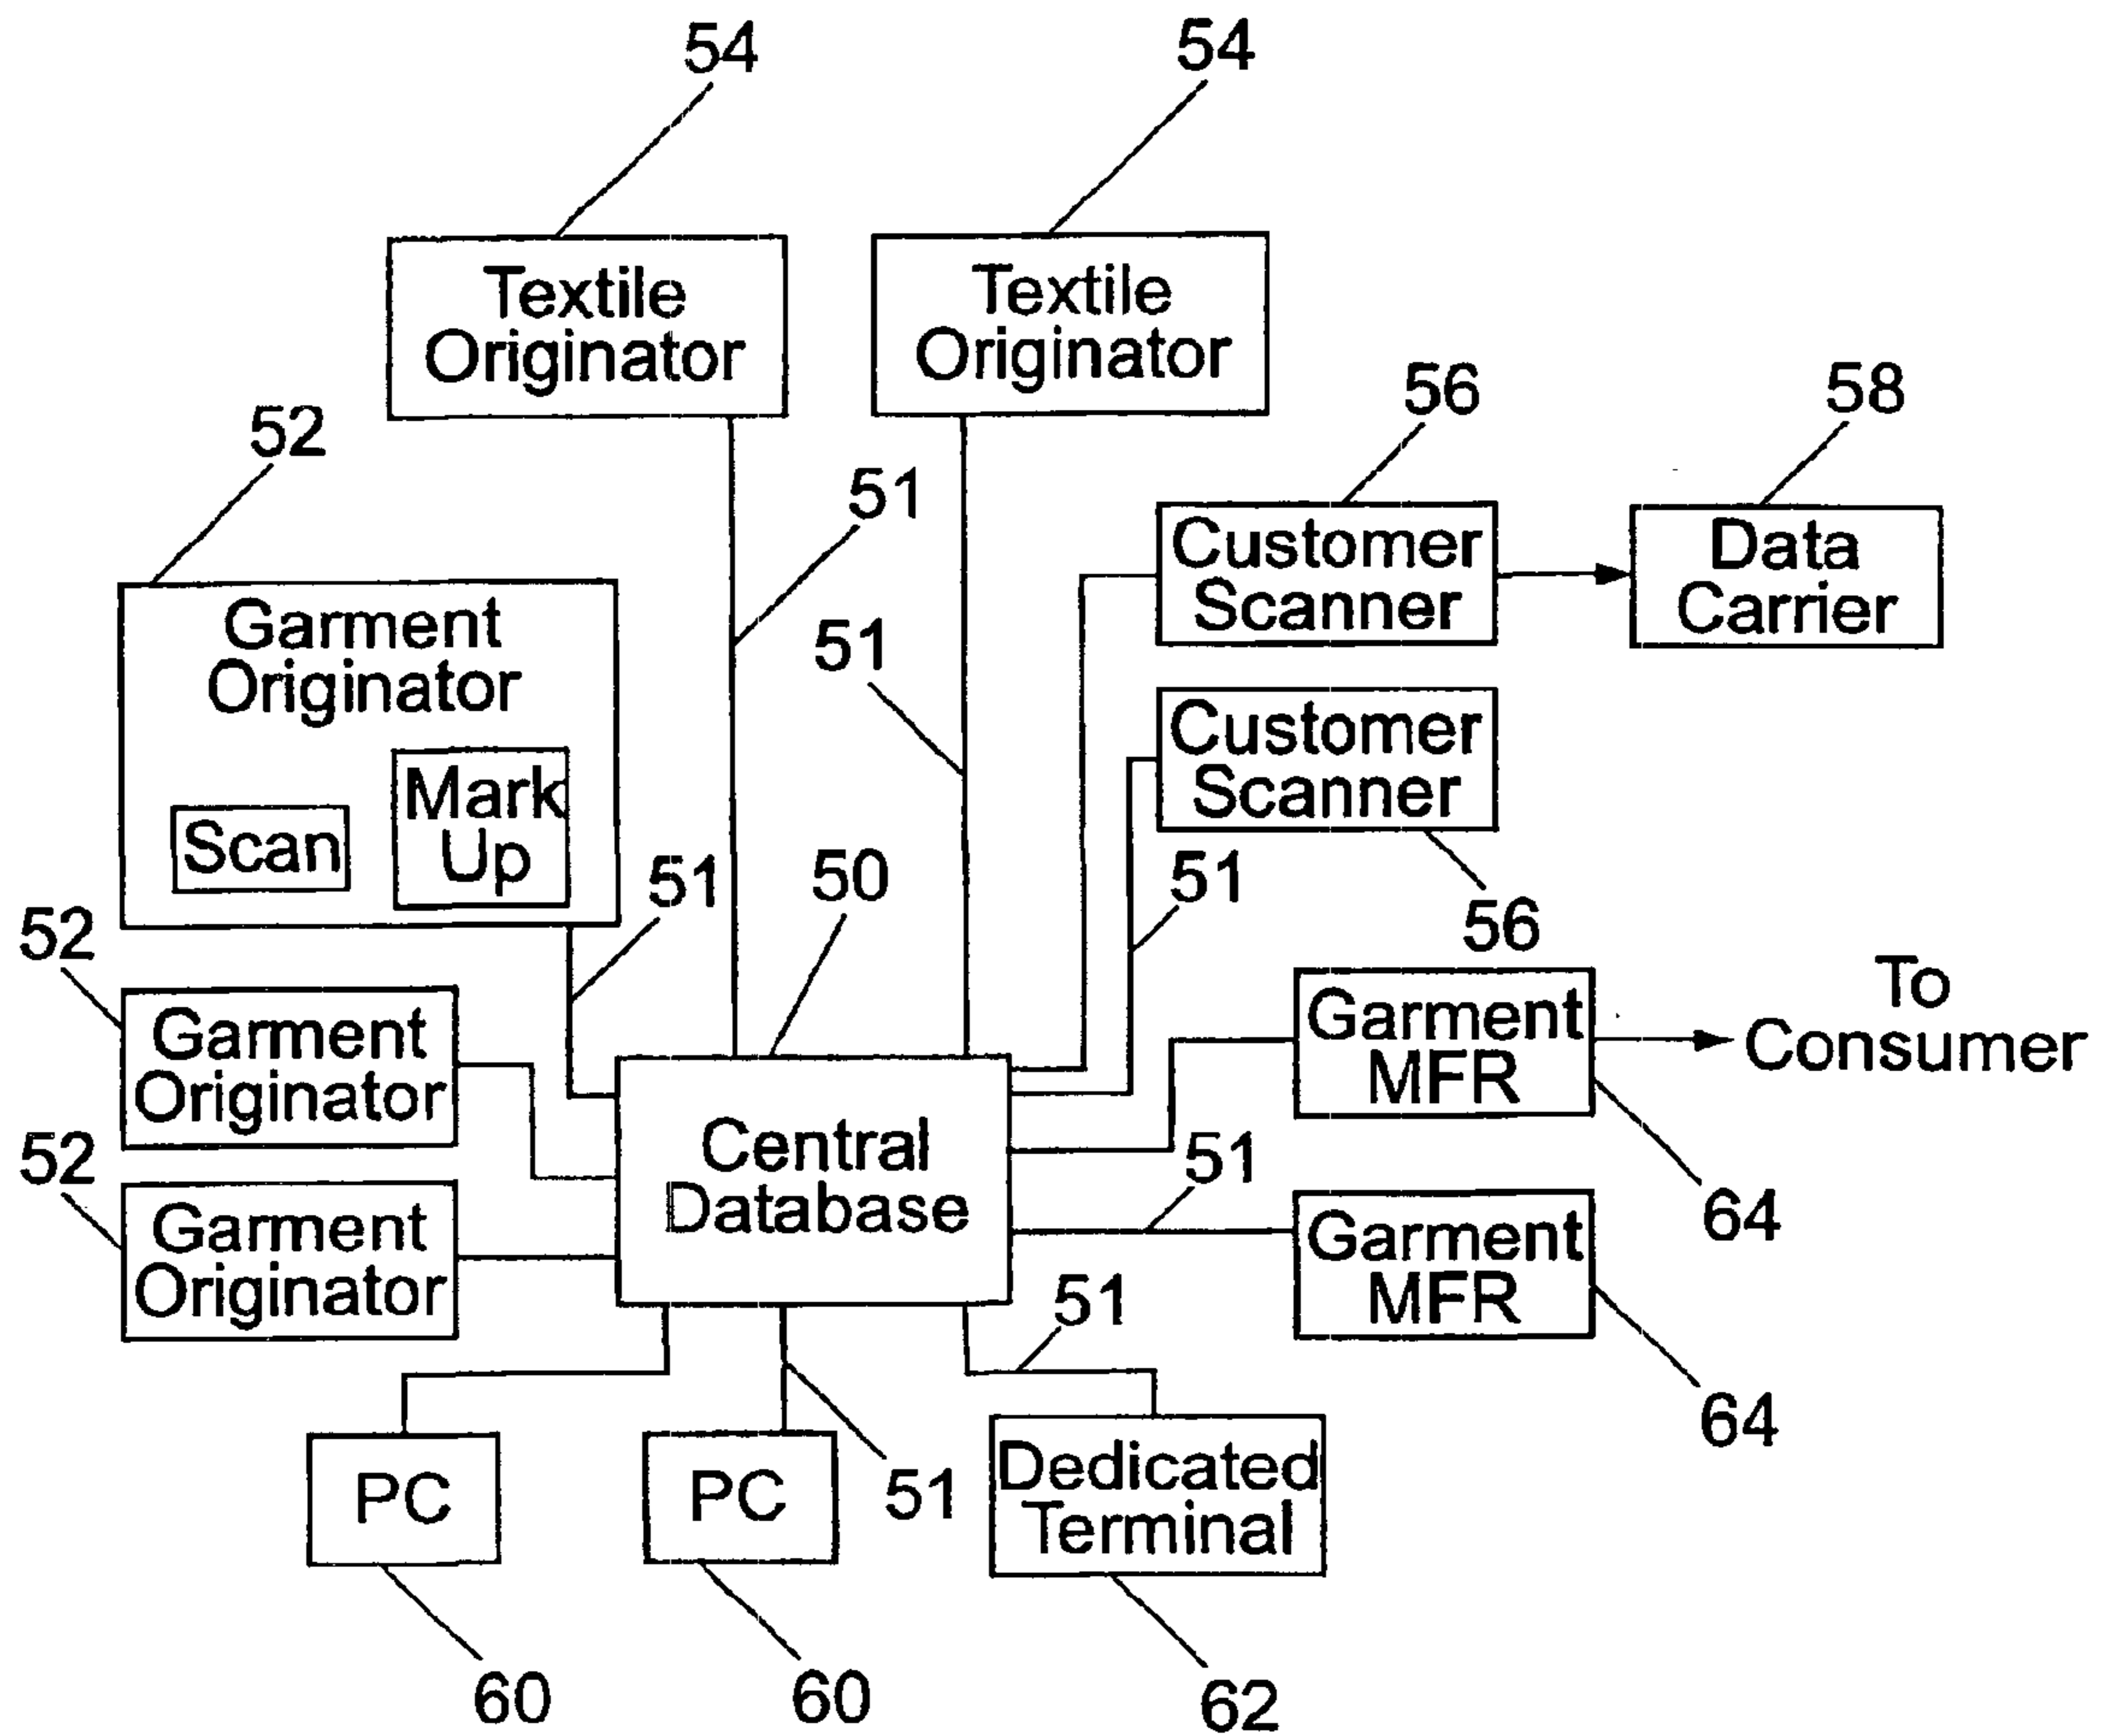 54
54
Textile
Originator
Textile
Originator
52
51
56
58
Customer
Scanner
Data
Carrier
Garment
Originator
51
Customer
Scanner
Scan
Mark
Up
51
50
51
56
52
Garment
Originator
Garment
MFR
To
Consumer
52
Garment
Originator
Central
Database
51
64
Garment
MFR
51
64
PC
PC
51
Dedicated
Terminal
60
60
62